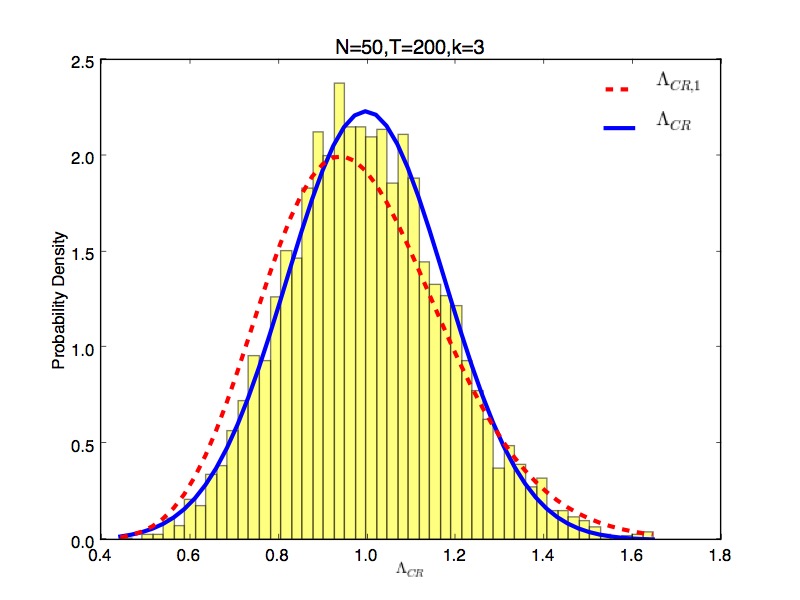 N=50,T=200,k=3
2.5
2.0
1.5
1.0
0.5
0.0
Probability Density
Λ_{CR,1}
Λ_{CR}
0.4 0.6 0.8 1.0 1.2 1.4 1.6 1.8
Λ_{CR}